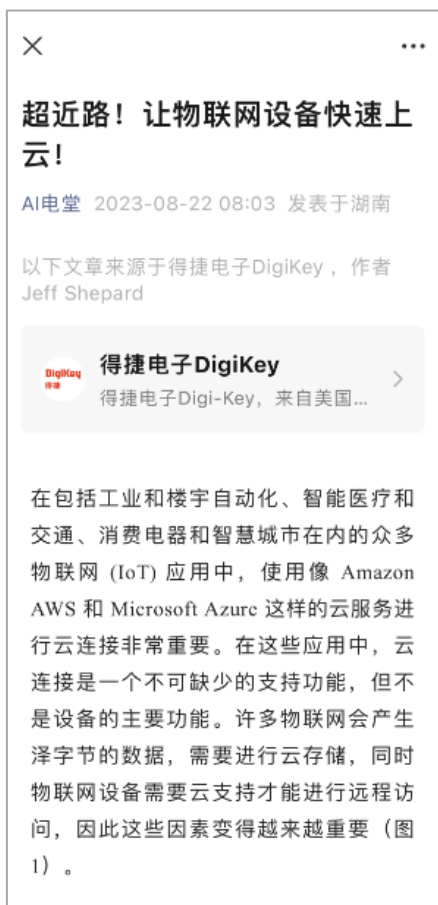 超近路！让物联网设备快速上
云！
AI电堂 2023-08-22 08:03 发表于湖南
以下文章来源于得捷电子DigiKey ，作者
Jeff Shepard
DigiKey
得捷
得捷电子DigiKey
得捷电子Digi-Key，来自美国...
在包括工业和楼宇自动化、智能医疗和
交通、消费电器和智慧城市在内的众多
物联网 (IoT) 应用中，使用像 Amazon
AWS 和 Microsoft Azure 这样的云服务进
行云连接非常重要。在这些应用中，云
连接是一个不可缺少的支持功能，但不
是设备的主要功能。许多物联网会产生
泽字节的数据，需要进行云存储，同时
物联网设备需要云支持才能进行远程访
问，因此这些因素变得越来越重要（图
1）。